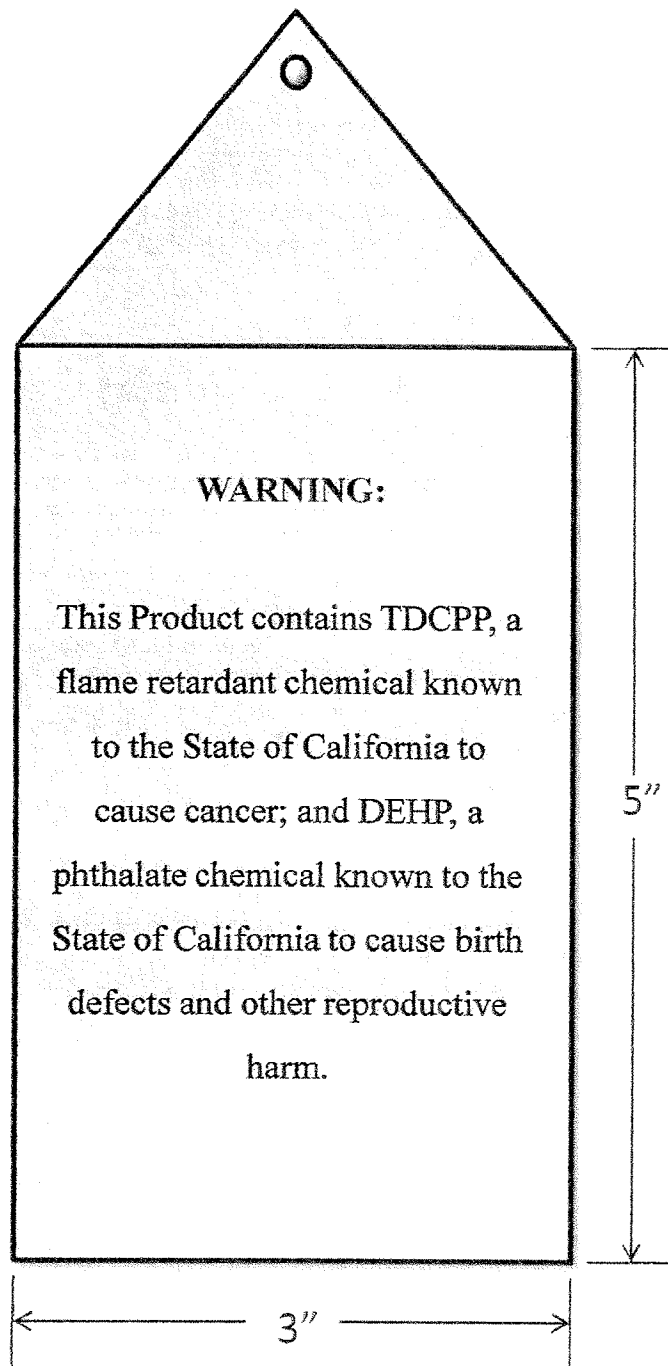 WARNING:
This Product contains TDCPP, a
flame retardant chemical known
to the State of California to
cause cancer; and DEHP, a
phthalate chemical known to the
State of California to cause birth
defects and other reproductive
harm.
5"
3"